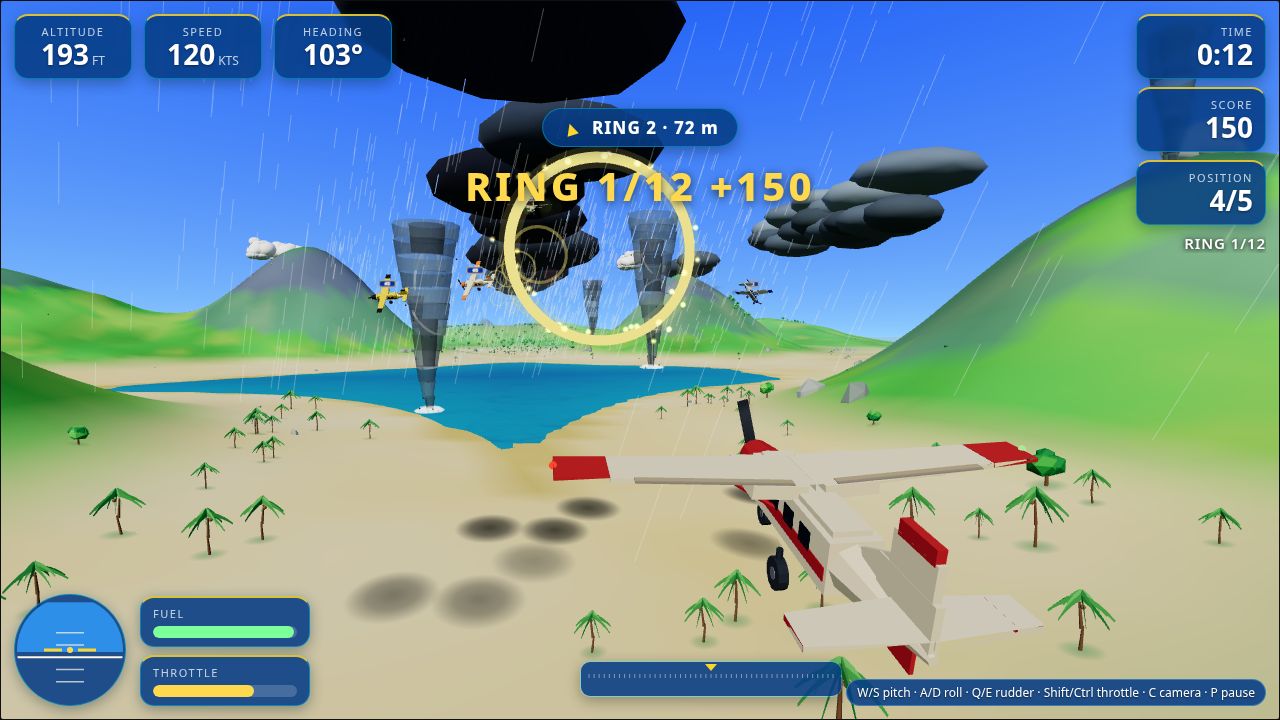 ALTITUDE
193 FT
SPEED
120 KTS
HEADING
103°
TIME
0:12
SCORE
150
POSITION
4/5
RING 1/12
RING 2 · 72 m
RING 1/12 +150
FUEL
THROTTLE
W/S pitch · A/D roll · Q/E rudder · Shift/Ctrl throttle · C camera · P pause